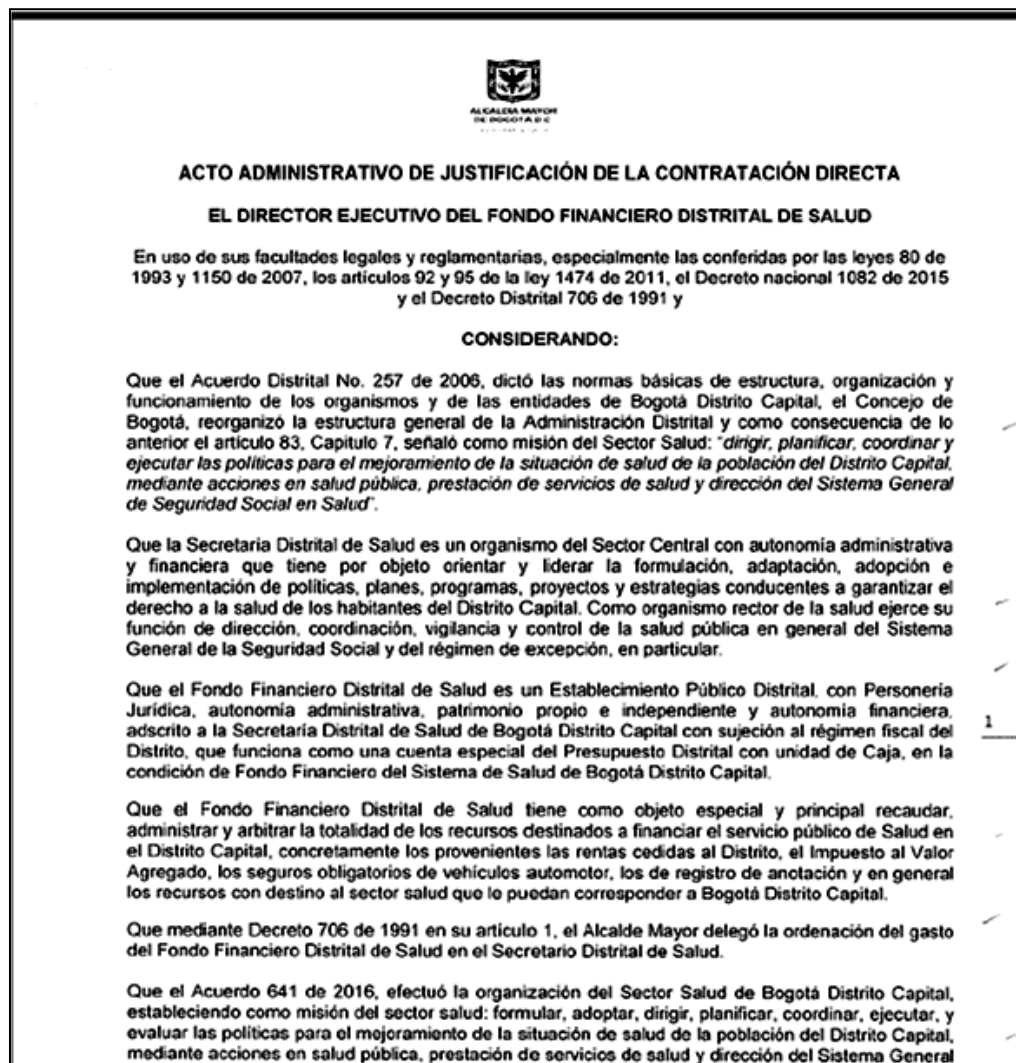 ALCALDIA MAYOR
DE BOGOTÁ D.C.
ACTO ADMINISTRATIVO DE JUSTIFICACIÓN DE LA CONTRATACIÓN DIRECTA
EL DIRECTOR EJECUTIVO DEL FONDO FINANCIERO DISTRITAL DE SALUD
En uso de sus facultades legales y reglamentarias, especialmente las conferidas por las leyes 80 de
1993 y 1150 de 2007, los artículos 92 y 95 de la ley 1474 de 2011, el Decreto nacional 1082 de 2015
y el Decreto Distrital 706 de 1991 y
CONSIDERANDO:
Que el Acuerdo Distrital No. 257 de 2006, dictó las normas básicas de estructura, organización y
funcionamiento de los organismos y de las entidades de Bogotá Distrito Capital, el Concejo de
Bogotá, reorganizó la estructura general de la Administración Distrital y como consecuencia de lo
anterior el artículo 83, Capitulo 7, señaló como misión del Sector Salud: "dirigir, planificar, coordinar y
ejecutar las políticas para el mejoramiento de la situación de salud de la población del Distrito Capital,
mediante acciones en salud pública, prestación de servicios de salud y dirección del Sistema General
de Seguridad Social en Salud".
Que la Secretaria Distrital de Salud es un organismo del Sector Central con autonomía administrativa
y financiera que tiene por objeto orientar y liderar la formulación, adaptación, adopción e
implementación de políticas, planes, programas, proyectos y estrategias conducentes a garantizar el
derecho a la salud de los habitantes del Distrito Capital. Como organismo rector de la salud ejerce su
función de dirección, coordinación, vigilancia y control de la salud pública en general del Sistema
General de la Seguridad Social y del régimen de excepción, en particular.
Que el Fondo Financiero Distrital de Salud es un Establecimiento Público Distrital, con Personería
Jurídica, autonomía administrativa, patrimonio propio e independiente y autonomía financiera,
adscrito a la Secretaría Distrital de Salud de Bogotá Distrito Capital con sujeción al régimen fiscal del
Distrito, que funciona como una cuenta especial del Presupuesto Distrital con unidad de Caja, en la
condición de Fondo Financiero del Sistema de Salud de Bogotá Distrito Capital.
1
Que el Fondo Financiero Distrital de Salud tiene como objeto especial y principal recaudar,
administrar y arbitrar la totalidad de los recursos destinados a financiar el servicio público de Salud en
el Distrito Capital, concretamente los provenientes las rentas cedidas al Distrito, el Impuesto al Valor
Agregado, los seguros obligatorios de vehículos automotor, los de registro de anotación y en general
los recursos con destino al sector salud que le puedan corresponder a Bogotá Distrito Capital.
Que mediante Decreto 706 de 1991 en su artículo 1, el Alcalde Mayor delegó la ordenación del gasto
del Fondo Financiero Distrital de Salud en el Secretario Distrital de Salud.
Que el Acuerdo 641 de 2016, efectuó la organización del Sector Salud de Bogotá Distrito Capital,
estableciendo como misión del sector salud: formular, adoptar, dirigir, planificar, coordinar, ejecutar, y
evaluar las políticas para el mejoramiento de la situación de salud de la población del Distrito Capital,
mediante acciones en salud pública, prestación de servicios de salud y dirección del Sistema General